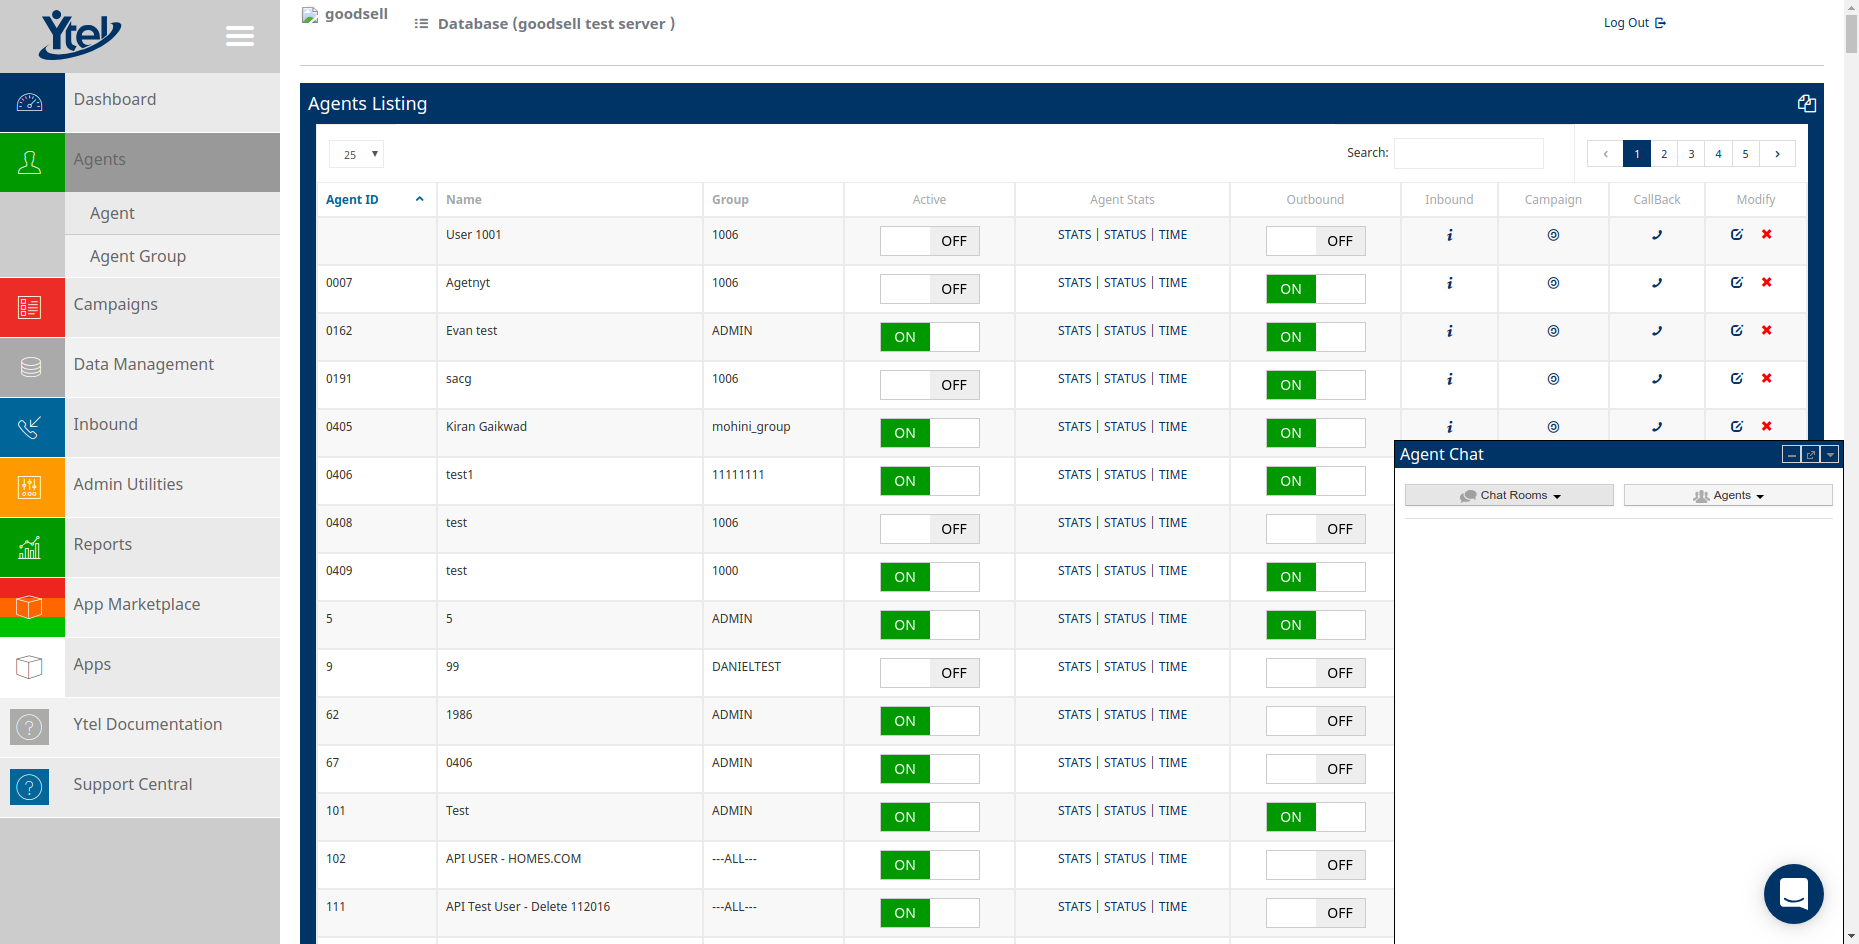 Ytel
goodsell
Database (goodsell test server )
Log Out
Dashboard
Agents
Agent
Agent Group
Campaigns
Data Management
Inbound
Admin Utilities
Reports
App Marketplace
Apps
Ytel Documentation
Support Central
Agents Listing
25 Search: ‹ 1 2 3 4 5 ›
Agent ID Name Group Active Agent Stats Outbound Inbound Campaign CallBack Modify
User 1001 1006 OFF STATS | STATUS | TIME OFF
0007 Agetnyt 1006 OFF STATS | STATUS | TIME ON
0162 Evan test ADMIN ON STATS | STATUS | TIME ON
0191 sacg 1006 OFF STATS | STATUS | TIME ON
0405 Kiran Gaikwad mohini_group ON STATS | STATUS | TIME ON
0406 test1 11111111 ON STATS | STATUS | TIME ON
0408 test 1006 OFF STATS | STATUS | TIME OFF
0409 test 1000 ON STATS | STATUS | TIME ON
5 5 ADMIN ON STATS | STATUS | TIME ON
9 99 DANIELTEST OFF STATS | STATUS | TIME OFF
62 1986 ADMIN ON STATS | STATUS | TIME OFF
67 0406 ADMIN ON STATS | STATUS | TIME OFF
101 Test ADMIN ON STATS | STATUS | TIME ON
102 API USER - HOMES.COM ---ALL--- ON STATS | STATUS | TIME OFF
111 API Test User - Delete 112016 ---ALL--- ON STATS | STATUS | TIME OFF
Agent Chat
Chat Rooms Agents